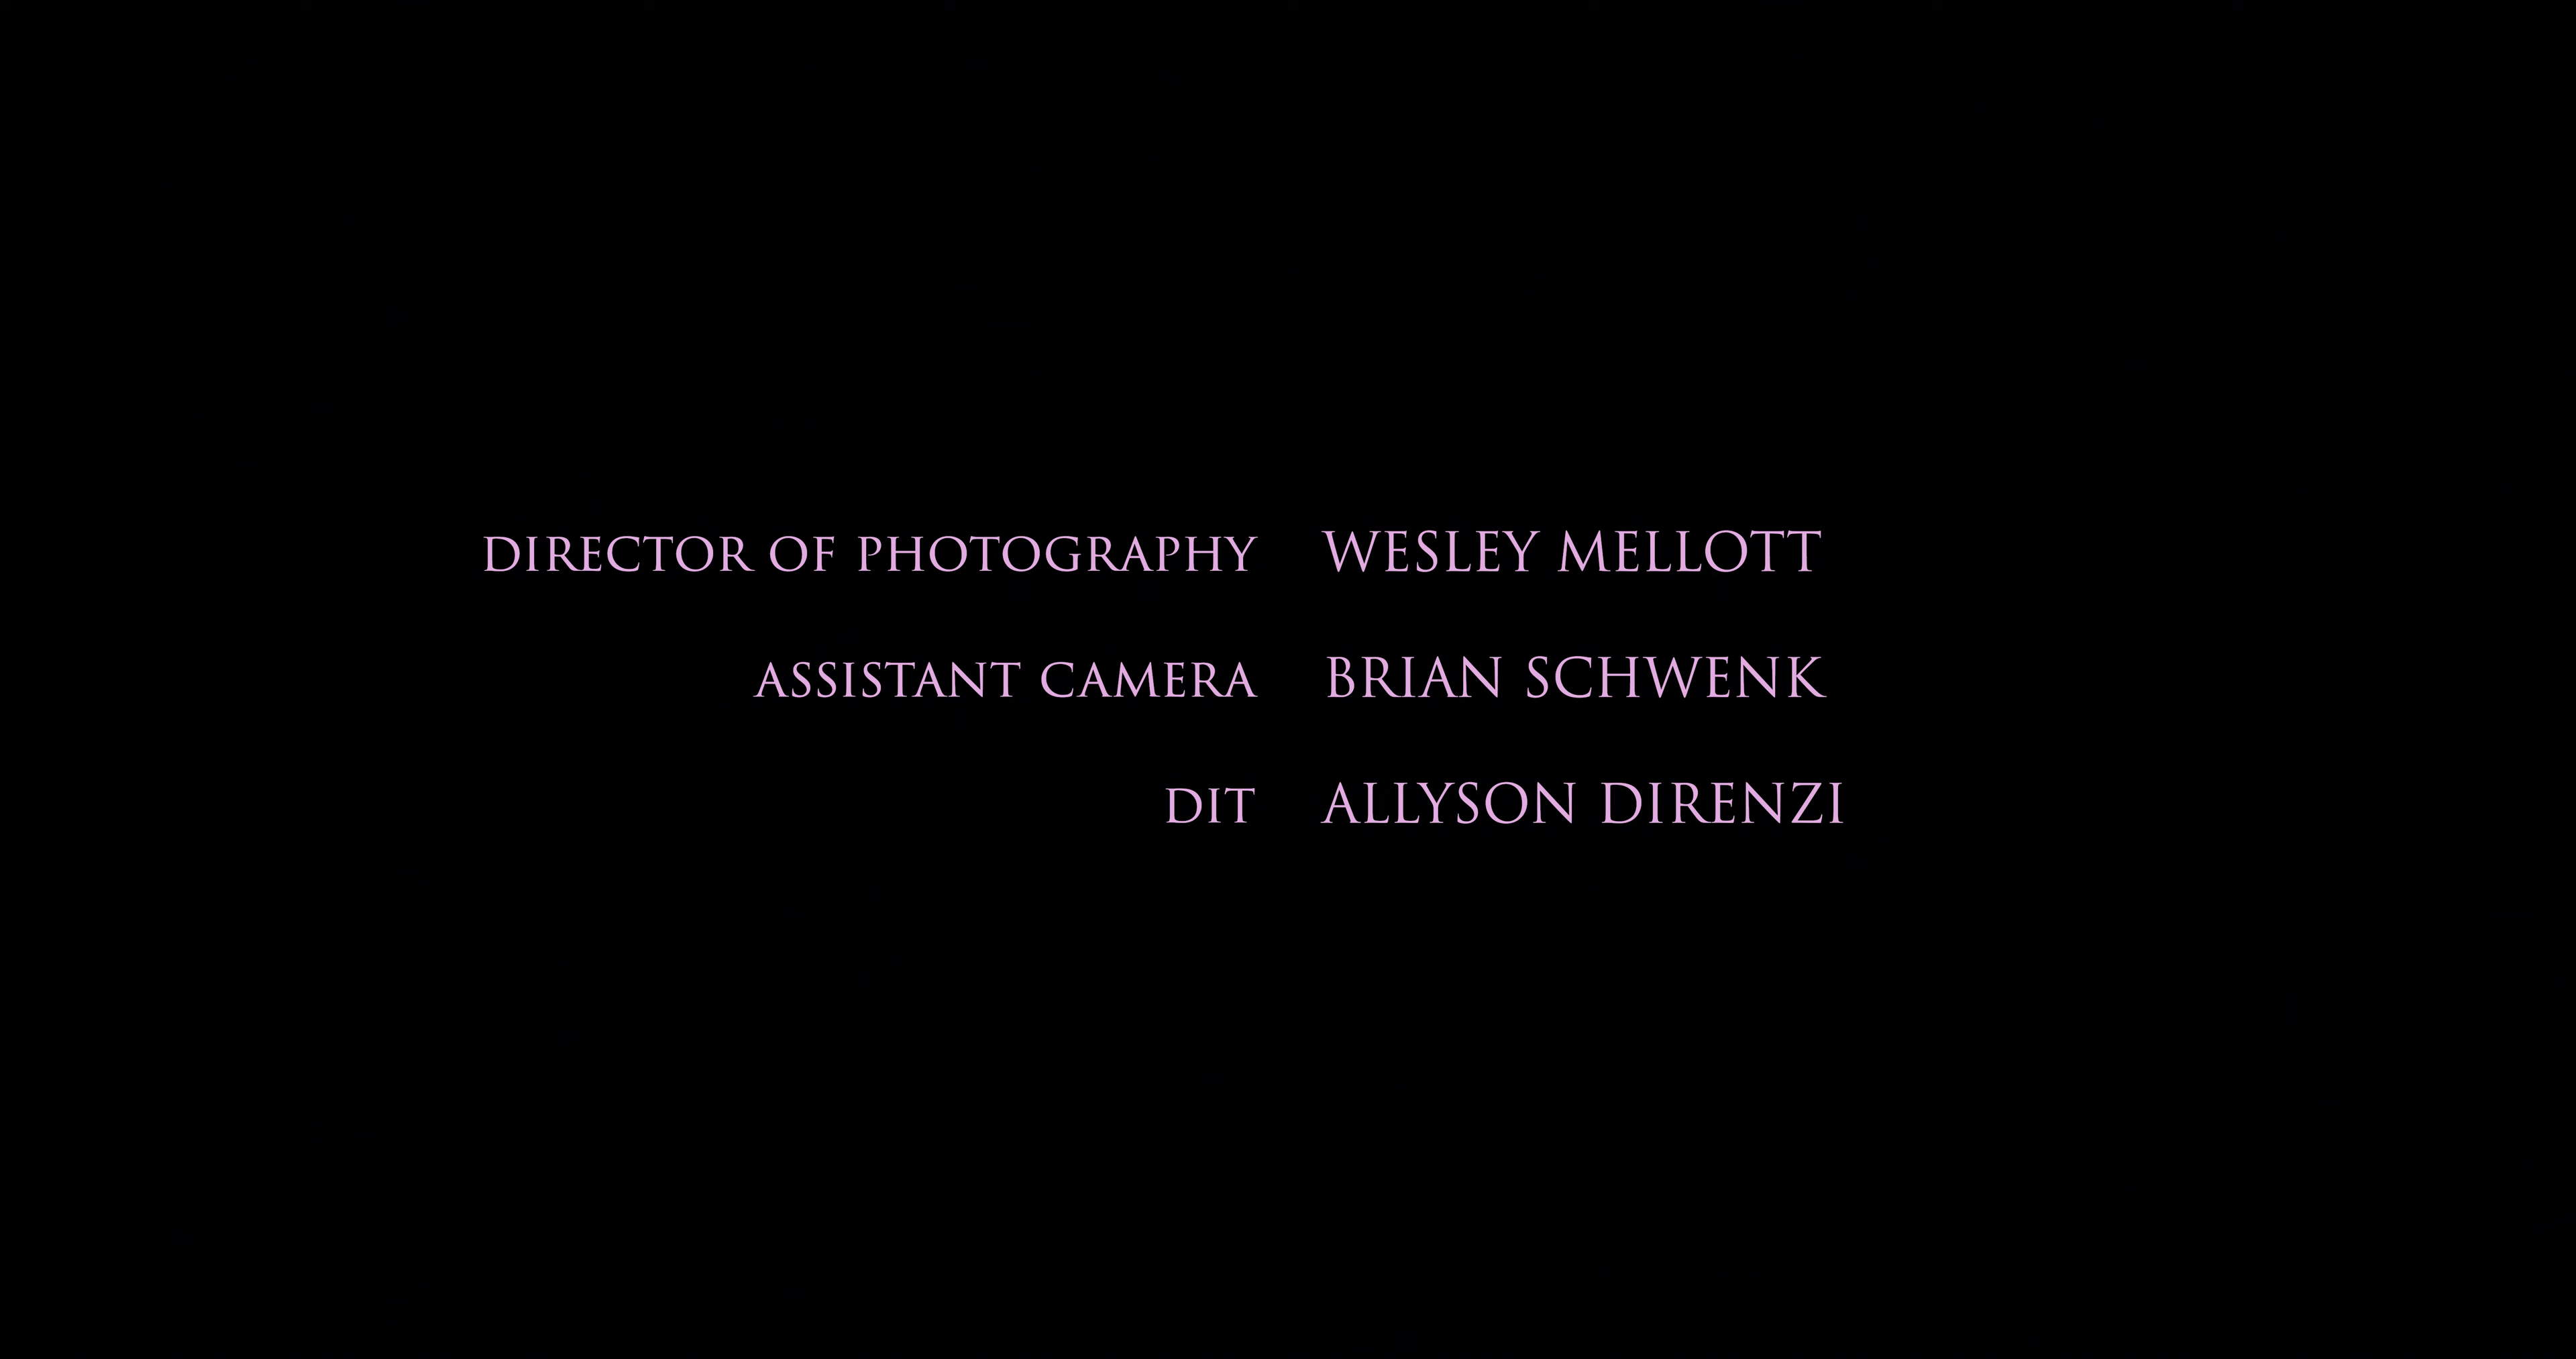 DIRECTOR OF PHOTOGRAPHY WESLEY MELLOTT
ASSISTANT CAMERA BRIAN SCHWENK
DIT ALLYSON DIRENZI